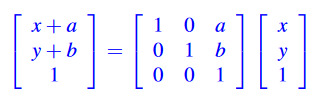 [ x + a ]   [ 1 0 a ] [ x ]
[ y + b ] = [ 0 1 b ] [ y ]
[ 1 ]   [ 0 0 1 ] [ 1 ]